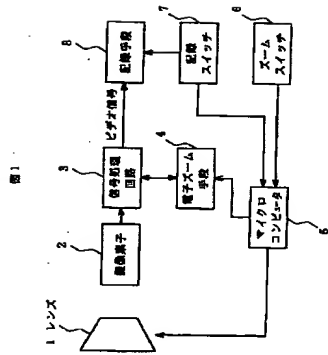 図1
1 レンズ
2
撮像素子
3
信号処理
回路
ビデオ信号
8
記録手段
4
電子ズーム
手段
7
記録
スイッチ
6
ズーム
スイッチ
マイクロ
コンピュータ
5